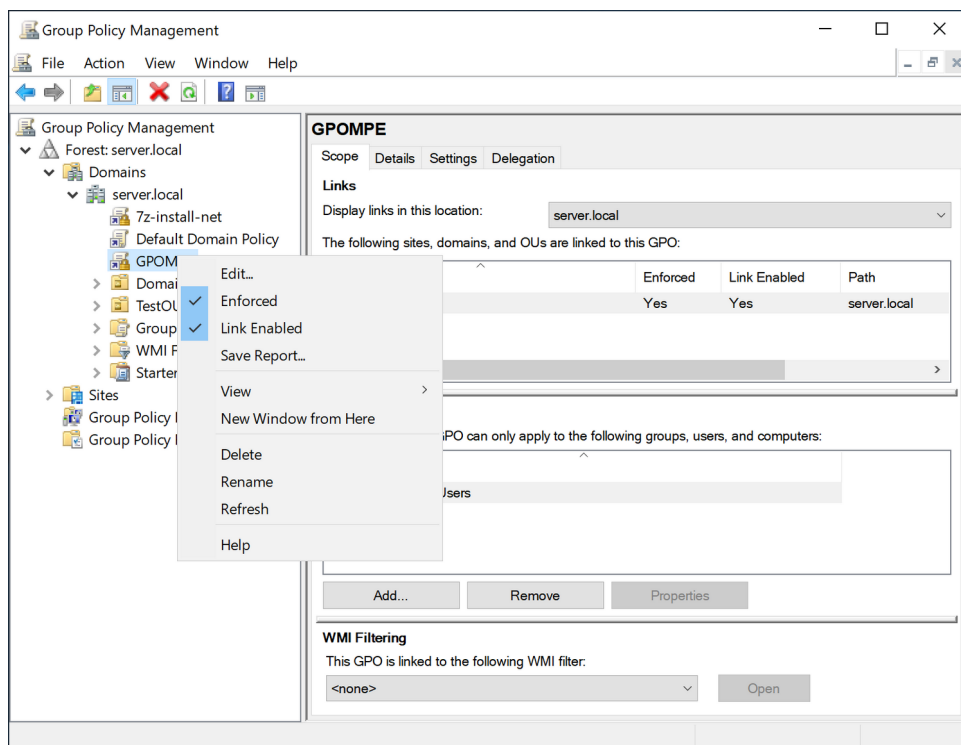 Group Policy Management
File Action View Window Help
Group Policy Management
Forest: server.local
Domains
server.local
7z-install-net
Default Domain Policy
GPOM
Domai
TestOU
Group
WMI F
Starter
Sites
Group Policy
Group Policy
Edit...
Enforced
Link Enabled
Save Report...
View
New Window from Here
Delete
Rename
Refresh
Help
GPOMPE
Scope Details Settings Delegation
Links
Display links in this location: server.local
The following sites, domains, and OUs are linked to this GPO:
Enforced Link Enabled Path
Yes Yes server.local
GPO can only apply to the following groups, users, and computers:
Users
Add... Remove Properties
WMI Filtering
This GPO is linked to the following WMI filter:
<none> Open